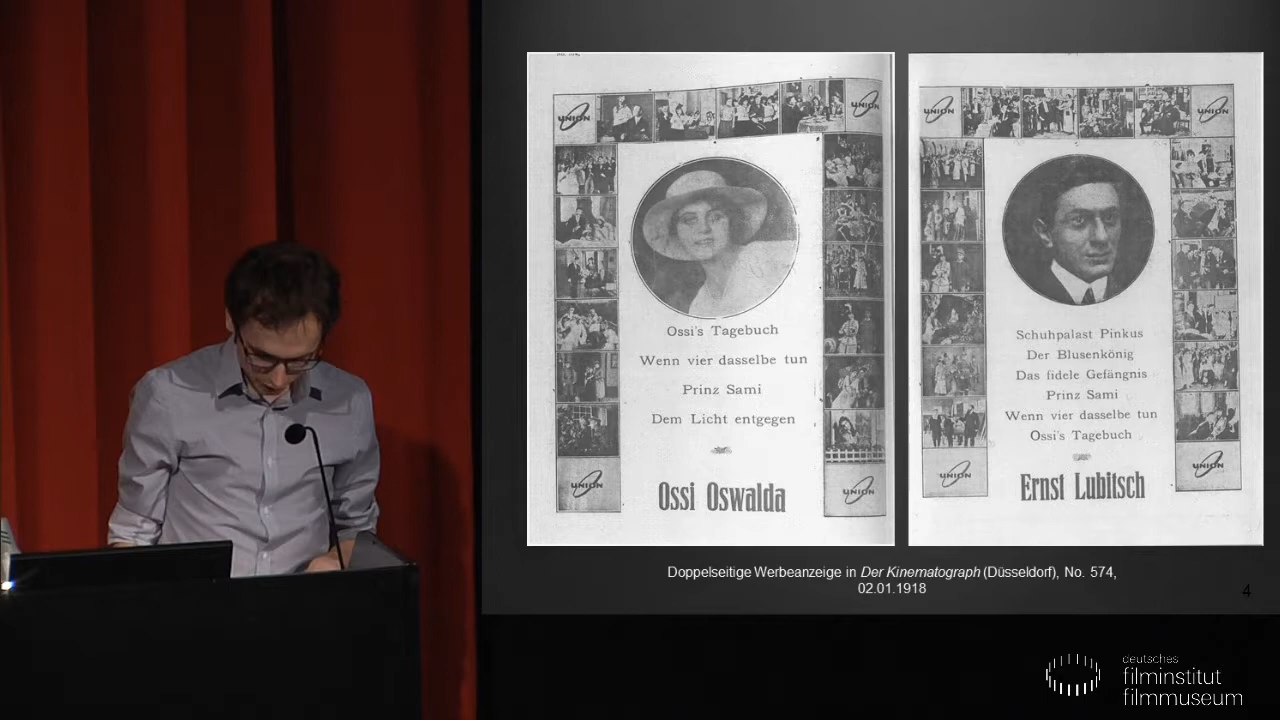 UNION
UNION
Ossi's Tagebuch
Wenn vier dasselbe tun
Prinz Sami
Dem Licht entgegen
UNION
UNION
Ossi Oswalda
UNION
UNION
Schuhpalast Pinkus
Der Blusenkönig
Das fidele Gefängnis
Prinz Sami
Wenn vier dasselbe tun
Ossi's Tagebuch
UNION
UNION
Ernst Lubitsch
Doppelseitige Werbeanzeige in Der Kinematograph (Düsseldorf), No. 574,
02.01.1918
4
deutsches
filminstitut
filmmuseum